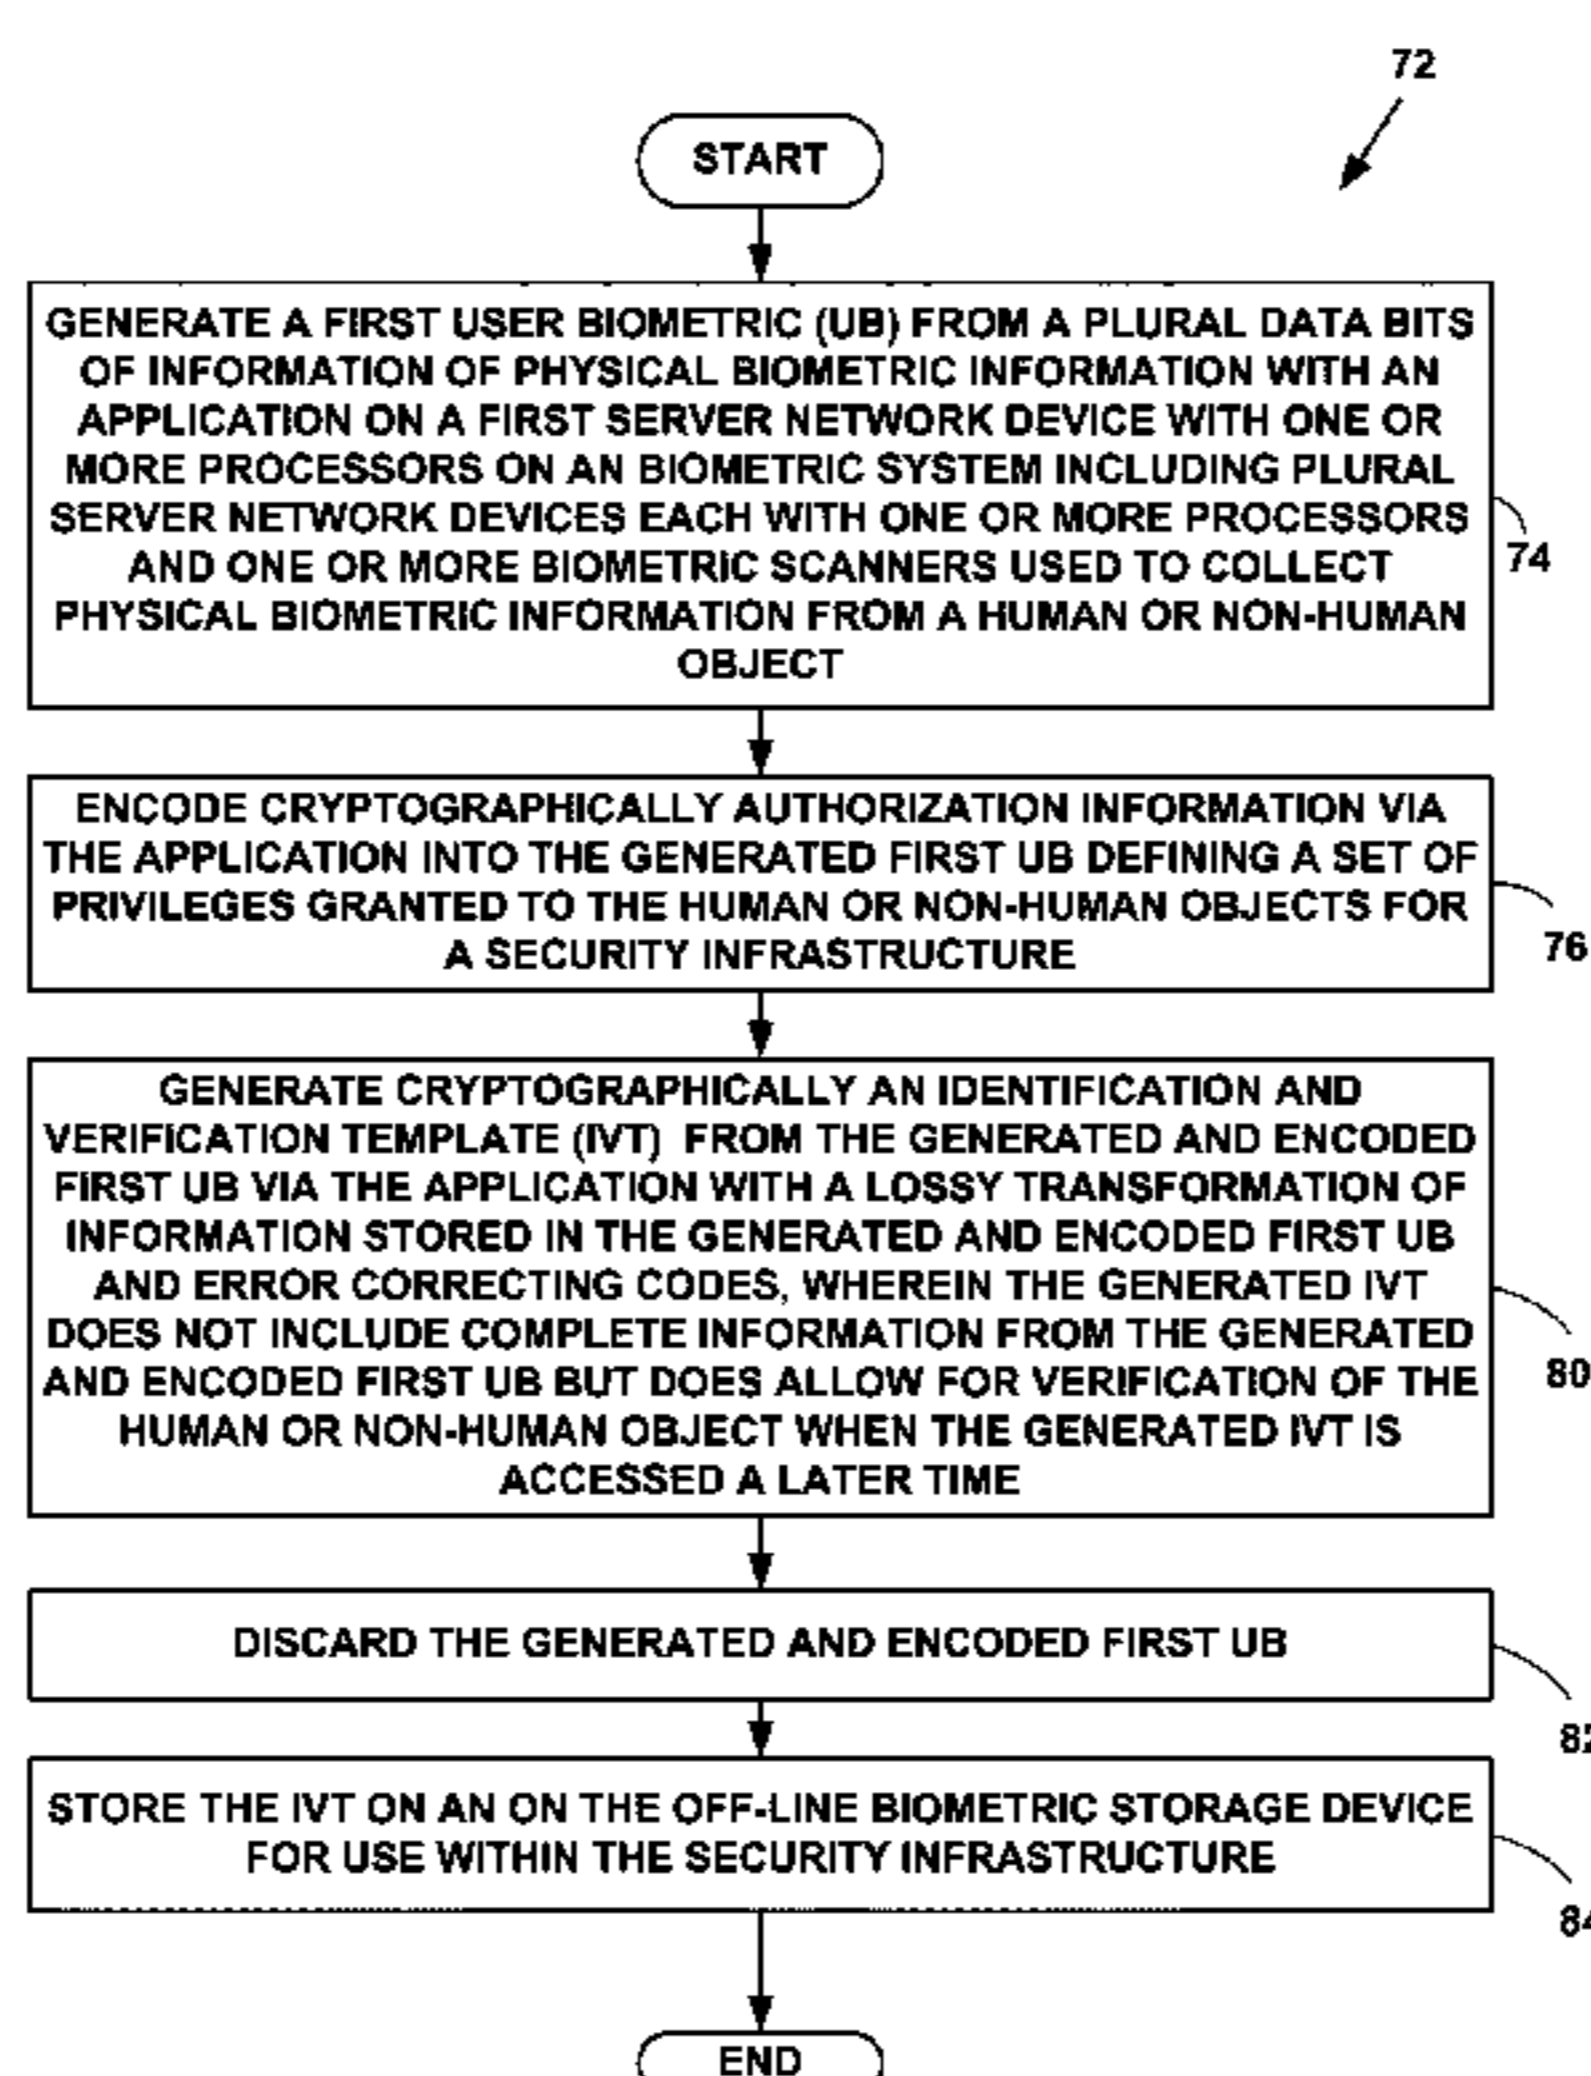 72
START
GENERATE A FIRST USER BIOMETRIC (UB) FROM A PLURAL DATA BITS
OF INFORMATION OF PHYSICAL BIOMETRIC INFORMATION WITH AN
APPLICATION ON A FIRST SERVER NETWORK DEVICE WITH ONE OR
MORE PROCESSORS ON AN BIOMETRIC SYSTEM INCLUDING PLURAL
SERVER NETWORK DEVICES EACH WITH ONE OR MORE PROCESSORS
AND ONE OR MORE BIOMETRIC SCANNERS USED TO COLLECT
PHYSICAL BIOMETRIC INFORMATION FROM A HUMAN OR NON-HUMAN
OBJECT
74
ENCODE CRYPTOGRAPHICALLY AUTHORIZATION INFORMATION VIA
THE APPLICATION INTO THE GENERATED FIRST UB DEFINING A SET OF
PRIVILEGES GRANTED TO THE HUMAN OR NON-HUMAN OBJECTS FOR
A SECURITY INFRASTRUCTURE
76
GENERATE CRYPTOGRAPHICALLY AN IDENTIFICATION AND
VERIFICATION TEMPLATE (IVT) FROM THE GENERATED AND ENCODED
FIRST UB VIA THE APPLICATION WITH A LOSSY TRANSFORMATION OF
INFORMATION STORED IN THE GENERATED AND ENCODED FIRST UB
AND ERROR CORRECTING CODES, WHEREIN THE GENERATED IVT
DOES NOT INCLUDE COMPLETE INFORMATION FROM THE GENERATED
AND ENCODED FIRST UB BUT DOES ALLOW FOR VERIFICATION OF THE
HUMAN OR NON-HUMAN OBJECT WHEN THE GENERATED IVT IS
ACCESSED A LATER TIME
80
DISCARD THE GENERATED AND ENCODED FIRST UB
82
STORE THE IVT ON AN ON THE OFF-LINE BIOMETRIC STORAGE DEVICE
FOR USE WITHIN THE SECURITY INFRASTRUCTURE
84
END